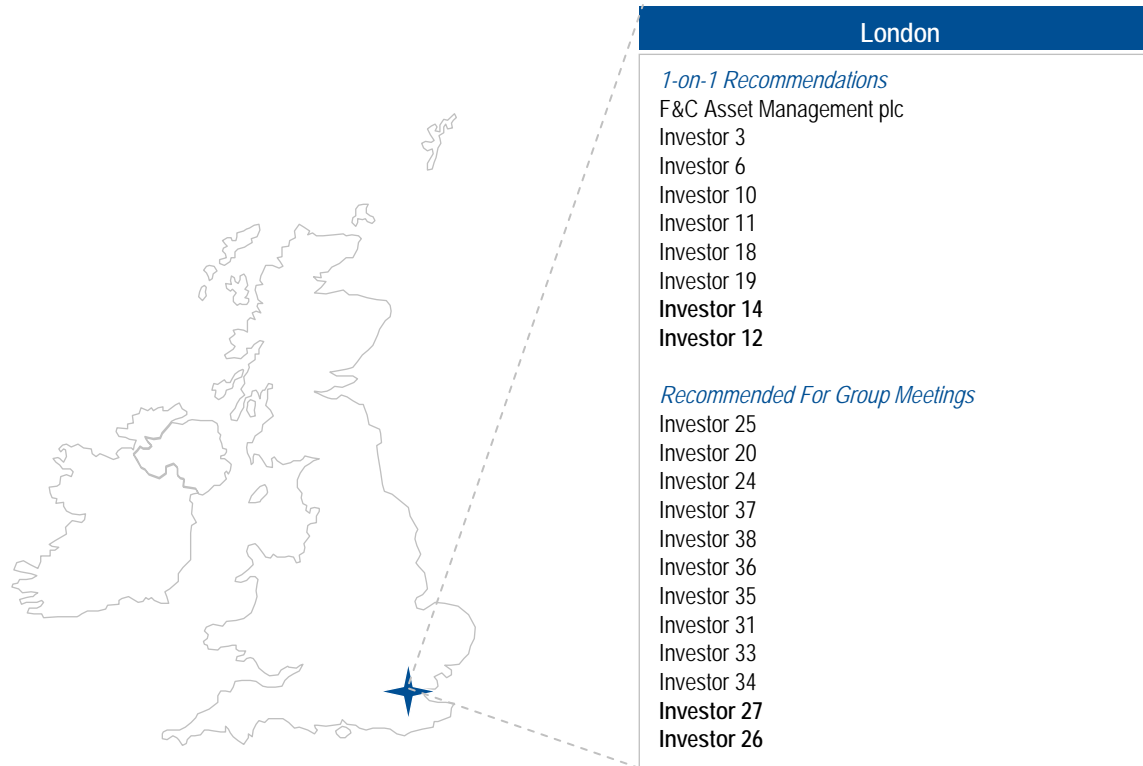 London
1-on-1 Recommendations
F&C Asset Management plc
Investor 3
Investor 6
Investor 10
Investor 11
Investor 18
Investor 19
Investor 14
Investor 12
Recommended For Group Meetings
Investor 25
Investor 20
Investor 24
Investor 37
Investor 38
Investor 36
Investor 35
Investor 31
Investor 33
Investor 34
Investor 27
Investor 26